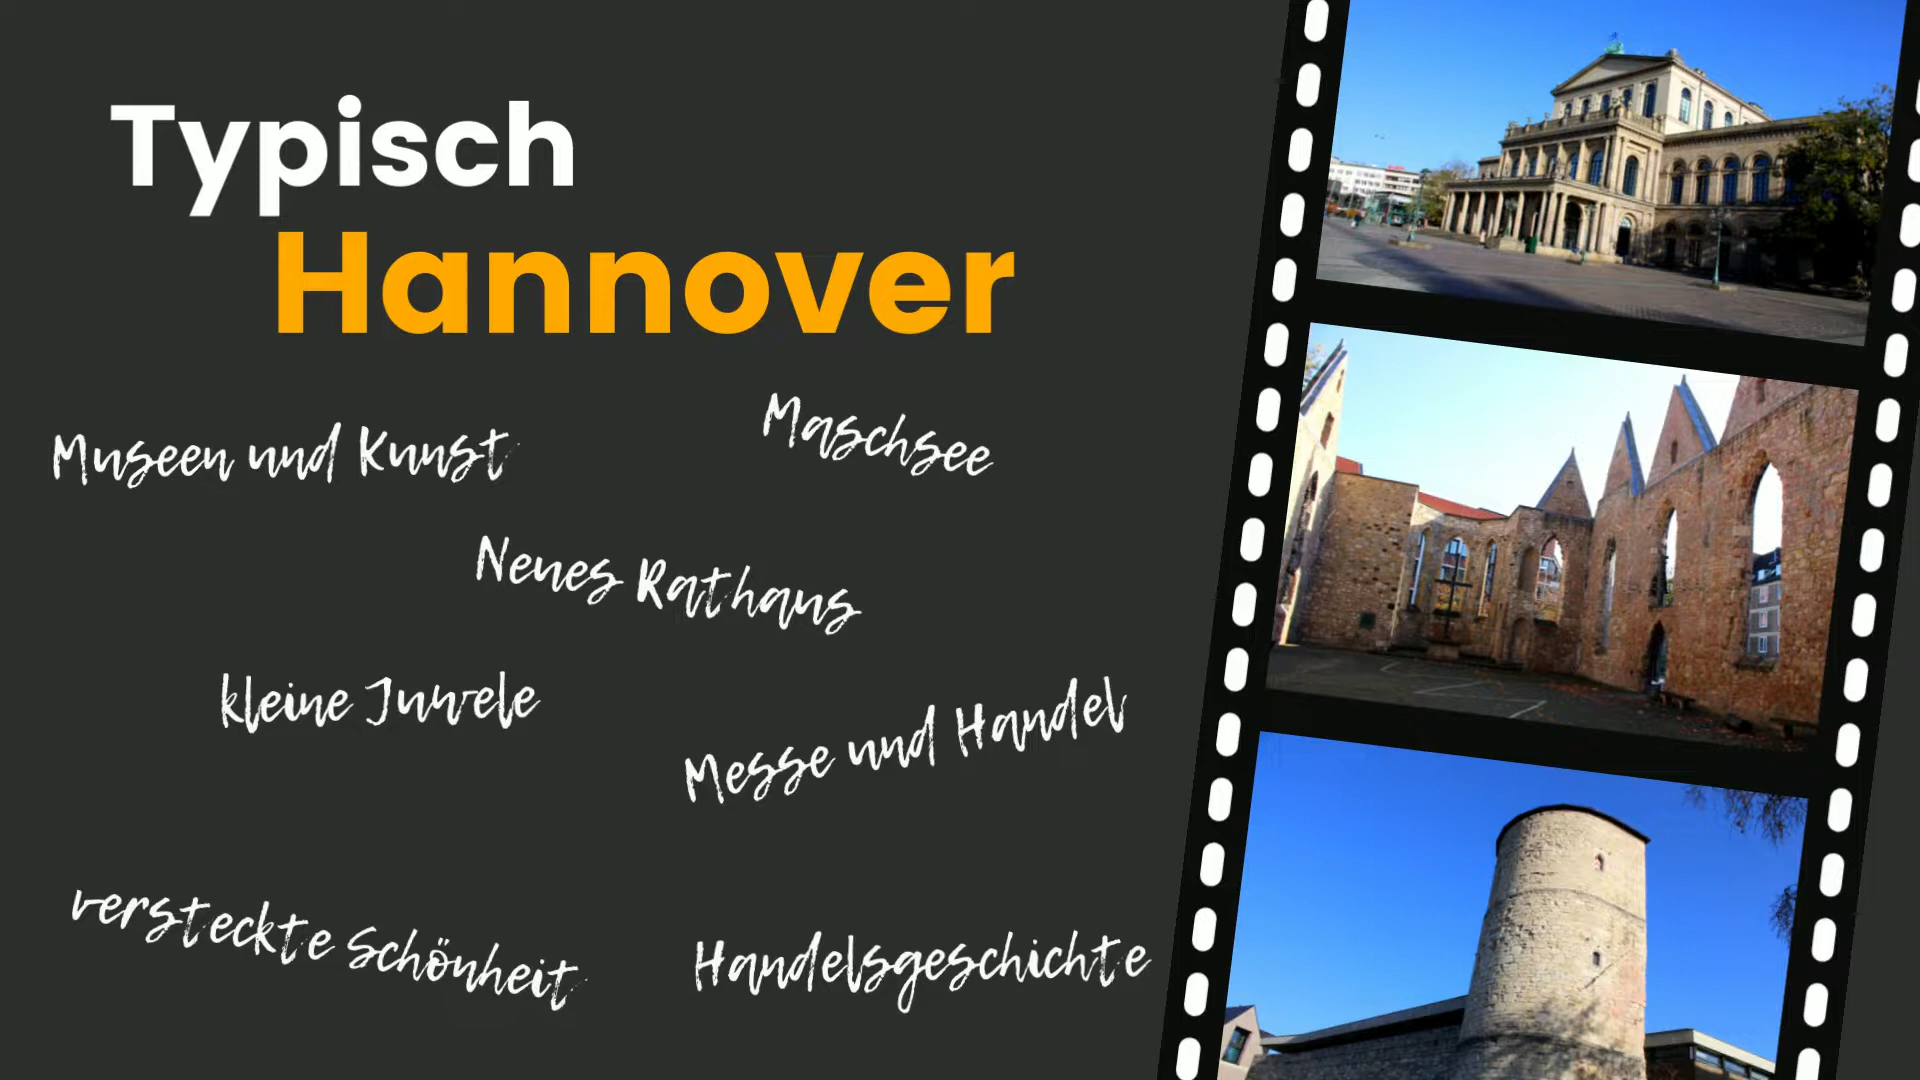 Typisch
Hannover
Museen und Kunst
Maschsee
Neues Rathaus
kleine Juwele
Messe und Handel
versteckte Schönheit
Handelsgeschichte